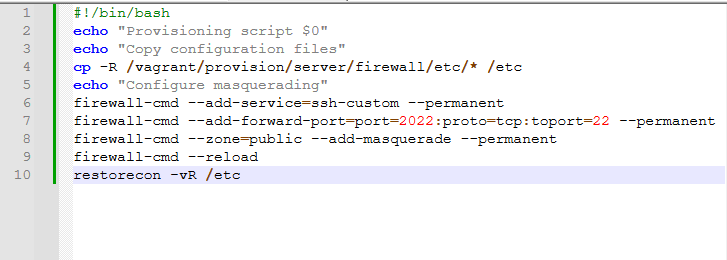 1 #!/bin/bash
2 echo "Provisioning script $0"
3 echo "Copy configuration files"
4 cp -R /vagrant/provision/server/firewall/etc/* /etc
5 echo "Configure masquerading"
6 firewall-cmd --add-service=ssh-custom --permanent
7 firewall-cmd --add-forward-port=port=2022:proto=tcp:toport=22 --permanent
8 firewall-cmd --zone=public --add-masquerade --permanent
9 firewall-cmd --reload
10 restorecon -vR /etc